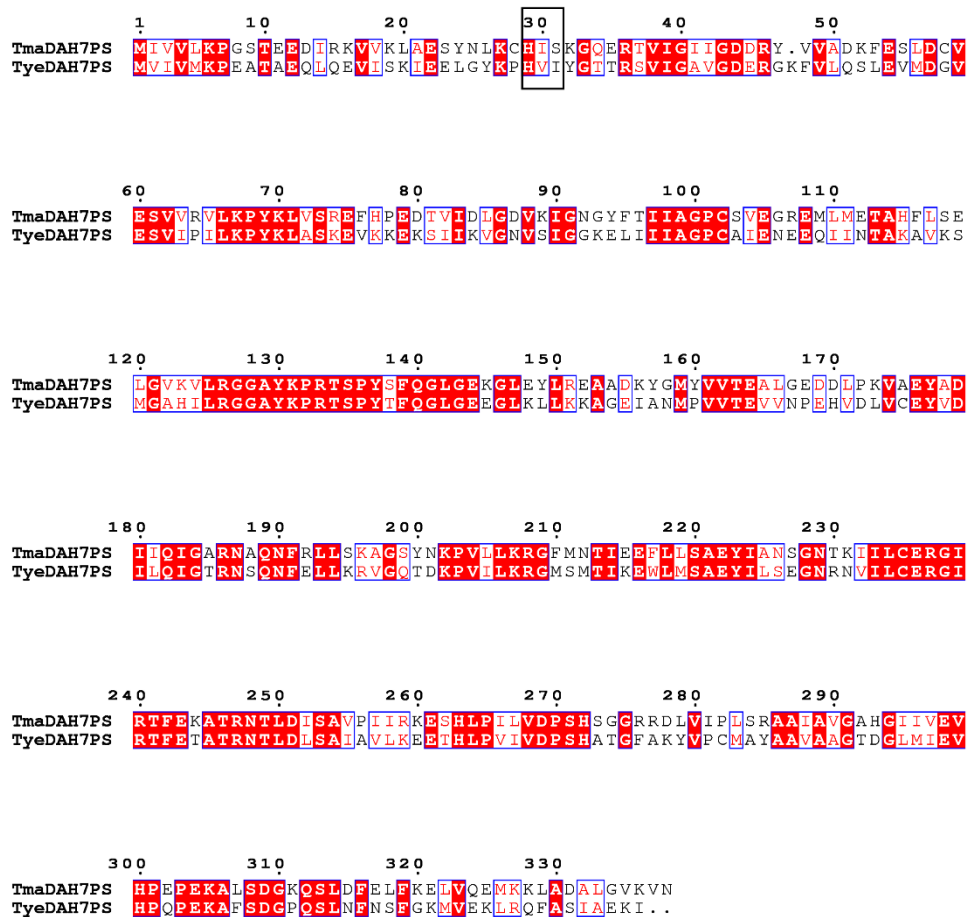 1 10 20 30 40 50
TmaDAH7PS MIVVLKPGSTEEDIRKVVKLAESYNLKCHISKGQERTVIGIIGDDRY.VVADKFESLDCV
TyeDAH7PS MVIVMKPEATAEQLQEVISKIEELGYKPHVIYGTTRSVIGAVGDERGKFVLQSLEVMDGV
60 70 80 90 100 110
TmaDAH7PS ESVVRVLKPYKLVSREFHPEDTVIDLGDVKIGNGYFTIIAGPCSVEGREMLMETAHFLSE
TyeDAH7PS ESVIPILKPYKLASKEVKKEKSIIKVGNVSIGGKELIIIAGPCAIENEEQIINTAKAVKS
120 130 140 150 160 170
TmaDAH7PS LGVKVLRGGAYKPRTSPYSFQGLGEKGLEYLREAADKYGMYVVTEALGEDDLPKVAEYAD
TyeDAH7PS MGAHILRGGAYKPRTSPYTFQGLGEEGLKLLKKAGEIANMPVVTEVVNPEHVDLVCEYVD
180 190 200 210 220 230
TmaDAH7PS IIQIGARNAQNFRLLSKAGSYNKPVLLKRGFMNTIEEFLLSAEYIANSGNTKIILCERGI
TyeDAH7PS ILQIGTRNSQNFELLKRVGQTDKPVILKRGMSMTIKEWLMSAEYILSEGNRNVILCERGI
240 250 260 270 280 290
TmaDAH7PS RTFEKATRNTLDISAVPIIRKESHLPILVDPSHSGGRRDLVIPLSRAAIAVGAHGIIVEV
TyeDAH7PS RTFETATRNTLDLSAIAVLKEETHLPVIVDPSHATGFAKYVPCMAYAAVAAGTDGLMIEV
300 310 320 330
TmaDAH7PS HPEPEKALSDGKQSLDFELFKELVQEMKKLADALGVKVN
TyeDAH7PS HPQPEKAFSDGPQSLNFNSFGKMVEKLRQFASIAEKI..